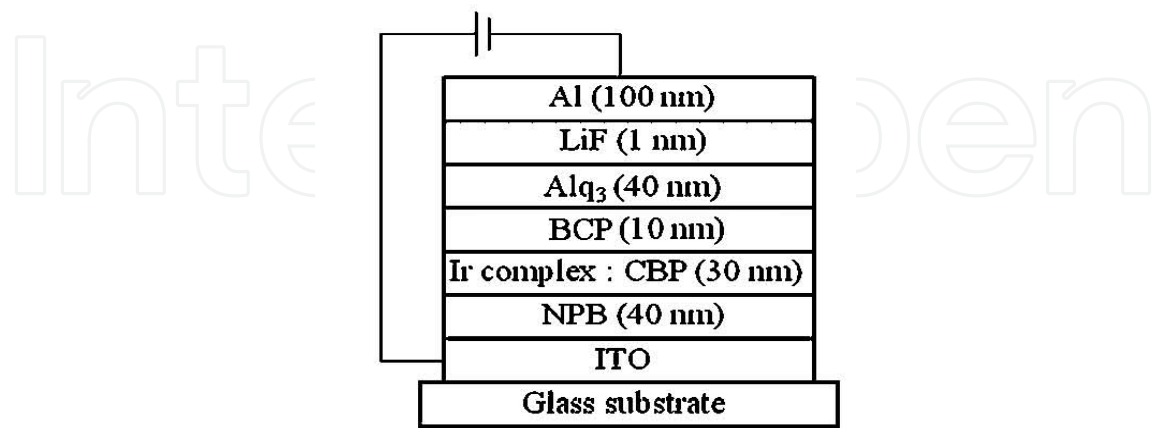 Al (100 nm)
LiF (1 nm)
Alq₃ (40 nm)
BCP (10 nm)
Ir complex : CBP (30 nm)
NPB (40 nm)
ITO
Glass substrate